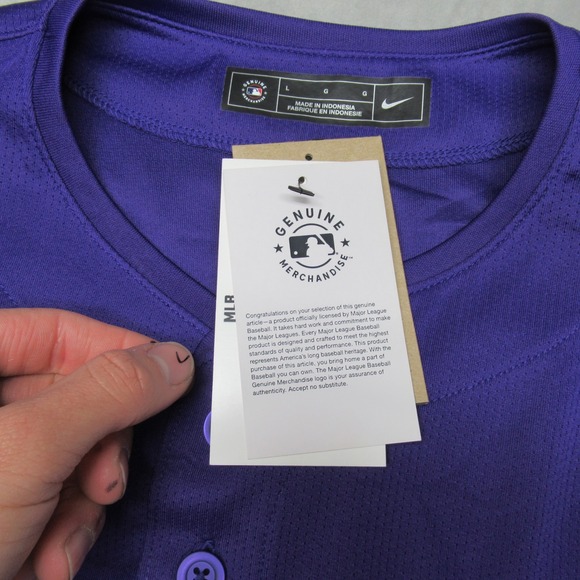 GENUINE
MERCHANDISE
L G G
MADE IN INDONESIA
FABRIQUE EN INDONESIE
GENUINE
MERCHANDISE™
MLB
Congratulations on your selection of this genuine
article—a product officially licensed by Major League
Baseball. It takes hard work and commitment to make
the Major Leagues. Every Major League Baseball
product is designed and crafted to meet the highest
standards of quality and performance. This product
represents America's long baseball heritage. With the
purchase of this article, you bring home a part of
Baseball you can own. The Major League Baseball
Genuine Merchandise logo is your assurance of
authenticity. Accept no substitute.